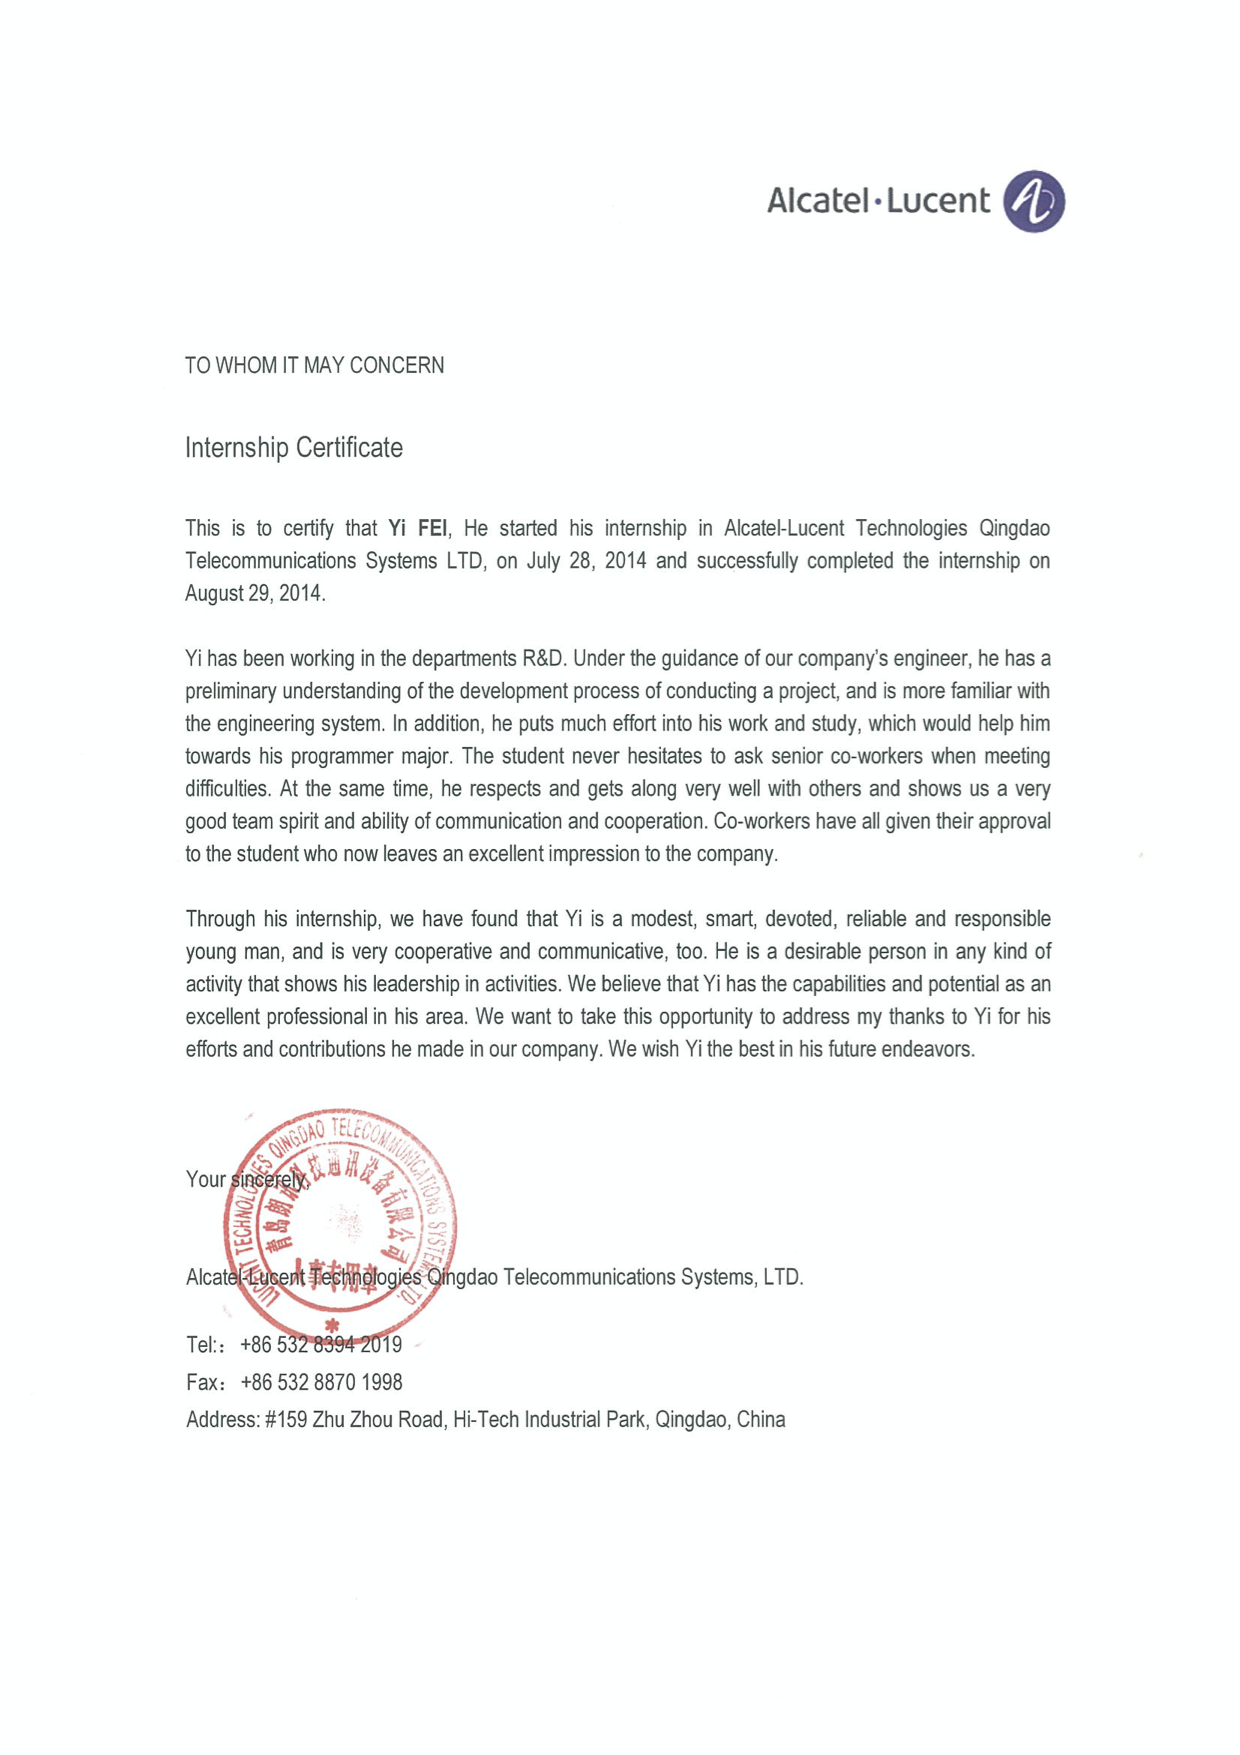 Alcatel·Lucent
TO WHOM IT MAY CONCERN
Internship Certificate
This is to certify that Yi FEI, He started his internship in Alcatel-Lucent Technologies Qingdao
Telecommunications Systems LTD, on July 28, 2014 and successfully completed the internship on
August 29, 2014.
Yi has been working in the departments R&D. Under the guidance of our company's engineer, he has a
preliminary understanding of the development process of conducting a project, and is more familiar with
the engineering system. In addition, he puts much effort into his work and study, which would help him
towards his programmer major. The student never hesitates to ask senior co-workers when meeting
difficulties. At the same time, he respects and gets along very well with others and shows us a very
good team spirit and ability of communication and cooperation. Co-workers have all given their approval
to the student who now leaves an excellent impression to the company.
Through his internship, we have found that Yi is a modest, smart, devoted, reliable and responsible
young man, and is very cooperative and communicative, too. He is a desirable person in any kind of
activity that shows his leadership in activities. We believe that Yi has the capabilities and potential as an
excellent professional in his area. We want to take this opportunity to address my thanks to Yi for his
efforts and contributions he made in our company. We wish Yi the best in his future endeavors.
LUCENT TECHNOLOGIES QINGDAO TELECOMMUNICATIONS SYSTEMS LTD.
青岛朗讯科技通讯设备有限公司
人事专用章
Your sincerely,
Alcatel-Lucent Technologies Qingdao Telecommunications Systems, LTD.
Tel:: +86 532 8394 2019
Fax: +86 532 8870 1998
Address: #159 Zhu Zhou Road, Hi-Tech Industrial Park, Qingdao, China